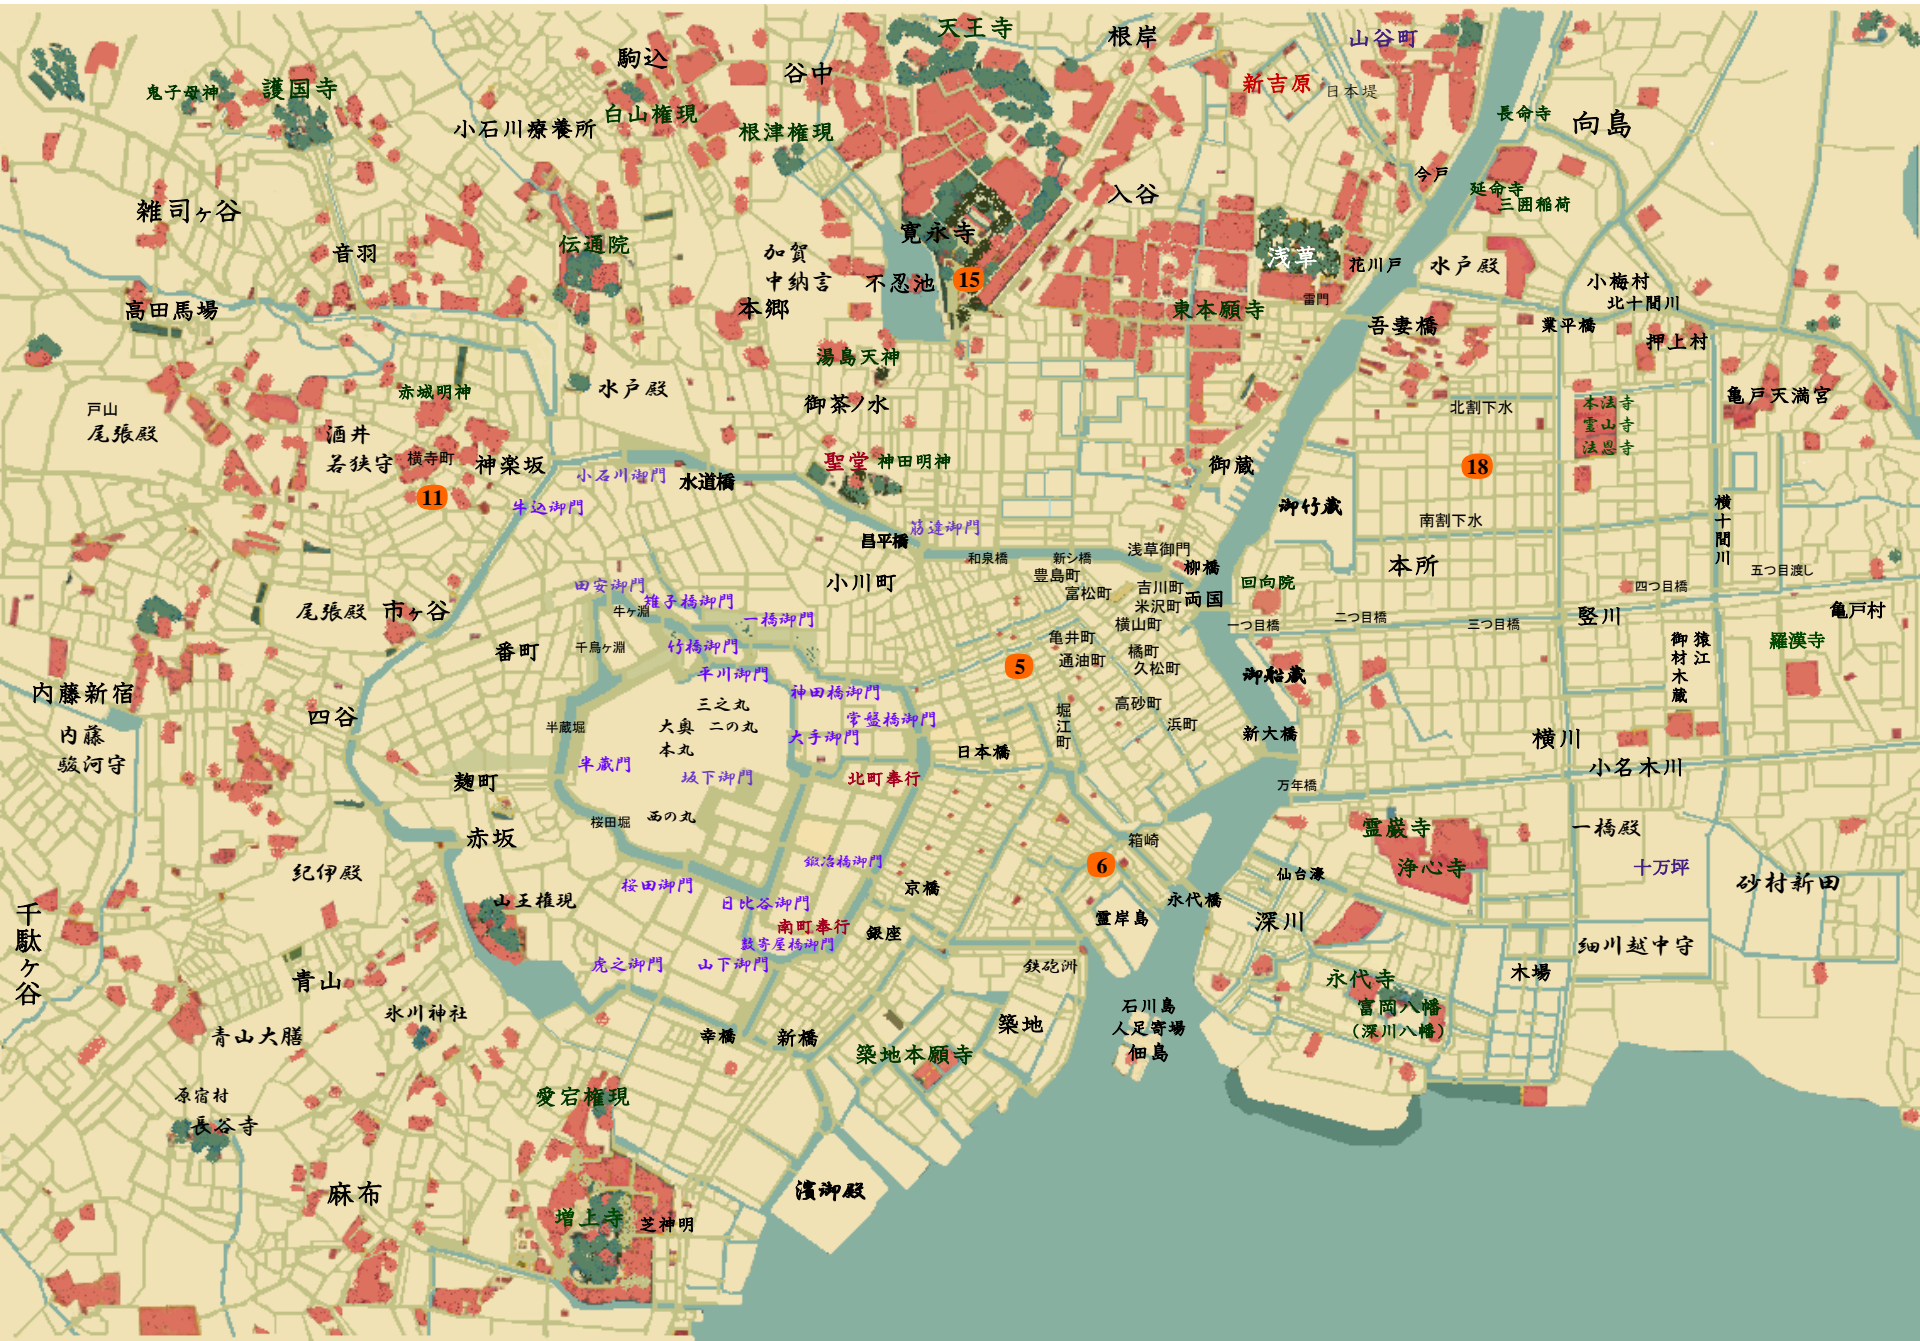 天王寺
根岸
山谷町
駒込
谷中
新吉原
日本堤
鬼子母神
護国寺
白山権現
小石川療養所
根津権現
長命寺
向島
今戸
延命寺
三囲稲荷
入谷
雑司ヶ谷
音羽
伝通院
加賀
中納言
寛永寺
不忍池
15
浅草
花川戸
水戸殿
雷門
小梅村
北十間川
高田馬場
本郷
東本願寺
吾妻橋
業平橋
押上村
湯島天神
赤城明神
水戸殿
御茶ノ水
戸山
尾張殿
北割下水
本法寺
霊山寺
法恩寺
亀戸天満宮
酒井
若狭守
横寺町
神楽坂
小石川御門
水道橋
聖堂
神田明神
御蔵
18
11
牛込御門
御竹蔵
南割下水
横十間川
筋違御門
昌平橋
和泉橋
新シ橋
浅草御門
柳橋
本所
五つ目渡し
小川町
豊島町
富松町
吉川町
米沢町
両国
回向院
四つ目橋
田安御門
雉子橋御門
牛ヶ淵
一橋御門
尾張殿
市ヶ谷
横山町
一つ目橋
二つ目橋
三つ目橋
竪川
亀戸村
番町
千鳥ヶ淵
竹橋御門
平川御門
亀井町
通油町
橘町
久松町
5
御船蔵
猿江
御材木蔵
羅漢寺
内藤新宿
四谷
神田橋御門
三之丸
大奥
二の丸
本丸
常盤橋御門
大手御門
高砂町
浜町
堀江町
新大橋
内藤
駿河守
半蔵堀
半蔵門
坂下御門
北町奉行
日本橋
横川
小名木川
麹町
万年橋
西の丸
桜田堀
赤坂
箱崎
霊巌寺
一橋殿
鍛冶橋御門
6
浄心寺
十万坪
砂村新田
紀伊殿
桜田御門
京橋
仙台濠
山王権現
日比谷御門
永代橋
霊岸島
深川
南町奉行
銀座
数寄屋橋御門
細川越中守
千駄ヶ谷
虎之御門
山下御門
鉄砲洲
木場
青山
永代寺
富岡八幡
(深川八幡)
氷川神社
石川島
人足寄場
佃島
青山大膳
幸橋
新橋
築地
築地本願寺
原宿村
長谷寺
愛宕権現
麻布
濱御殿
増上寺
芝神明